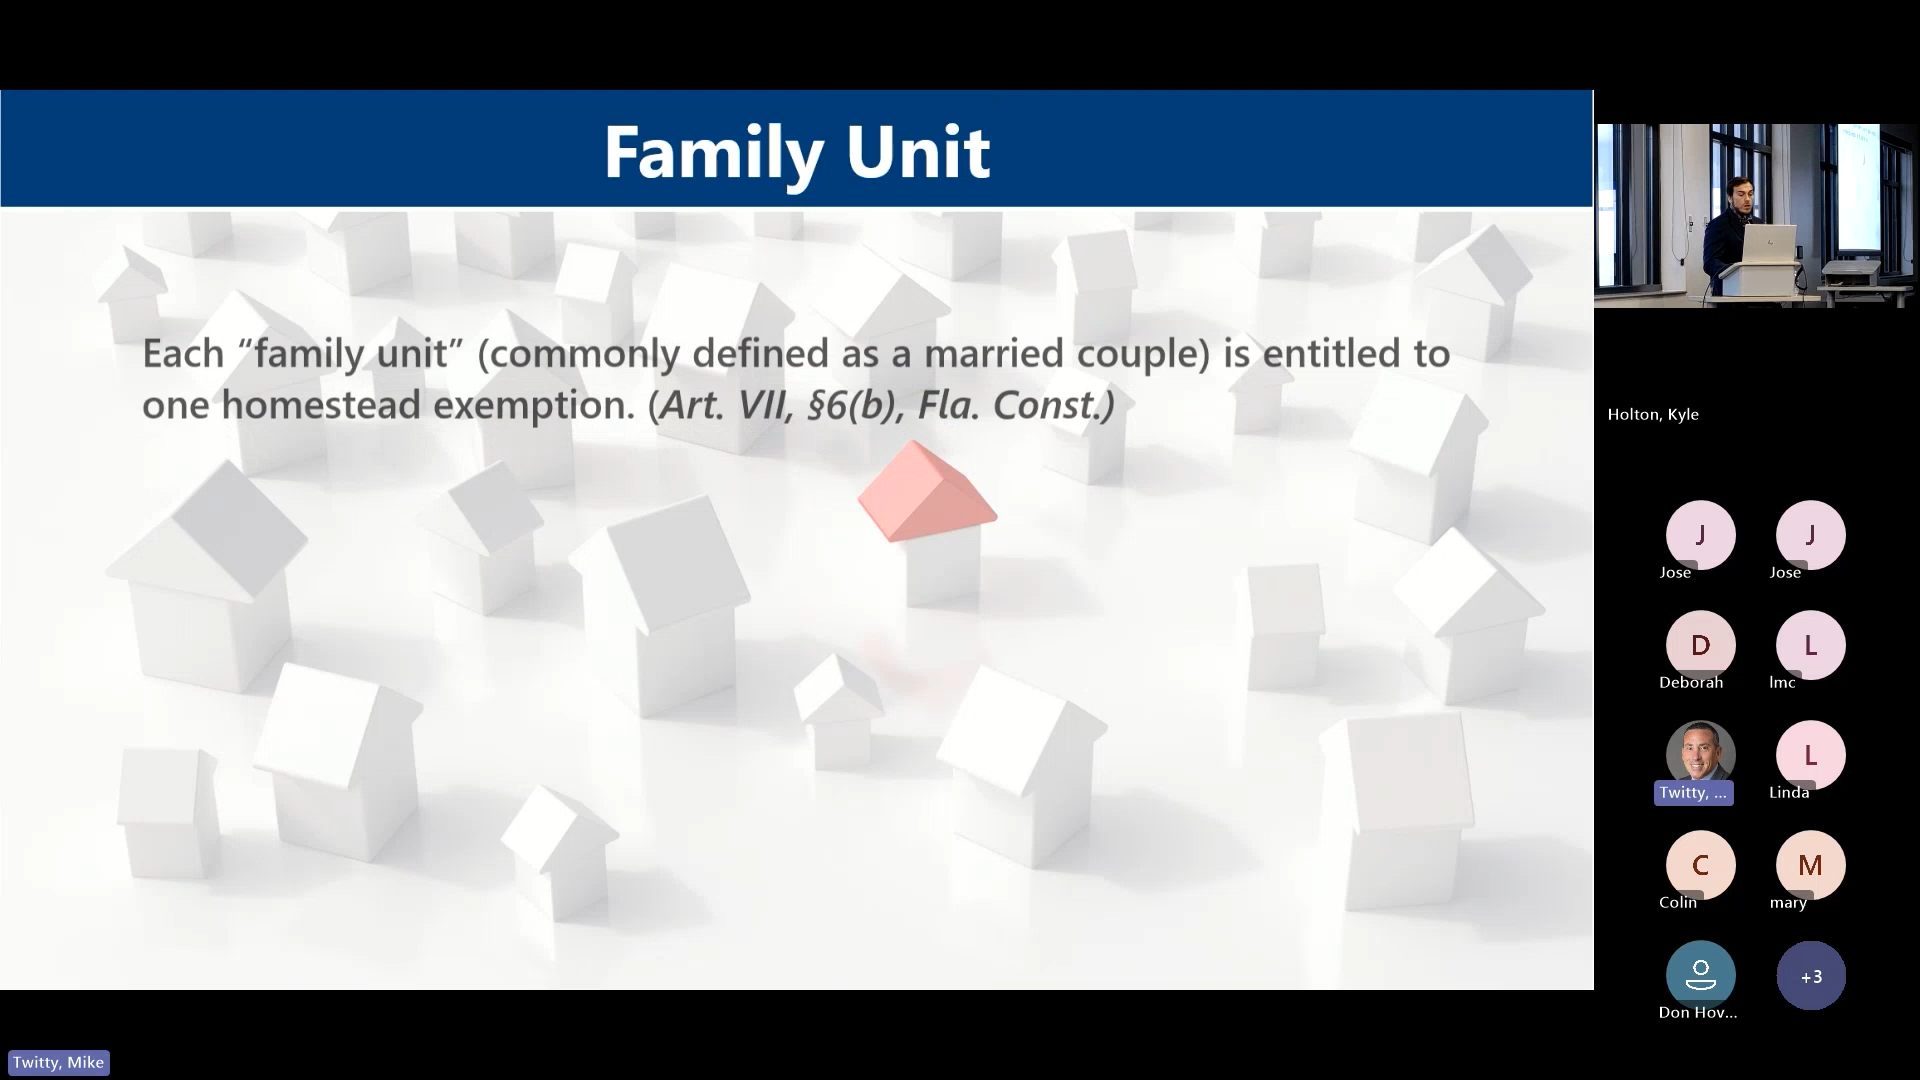 Family Unit
Each “family unit” (commonly defined as a married couple) is entitled to
one homestead exemption. (Art. VII, §6(b), Fla. Const.)
Holton, Kyle
J
J
Jose
Jose
D
L
Deborah
lmc
L
Twitty, ...
Linda
C
M
Colin
mary
+3
Don Hov...
Twitty, Mike